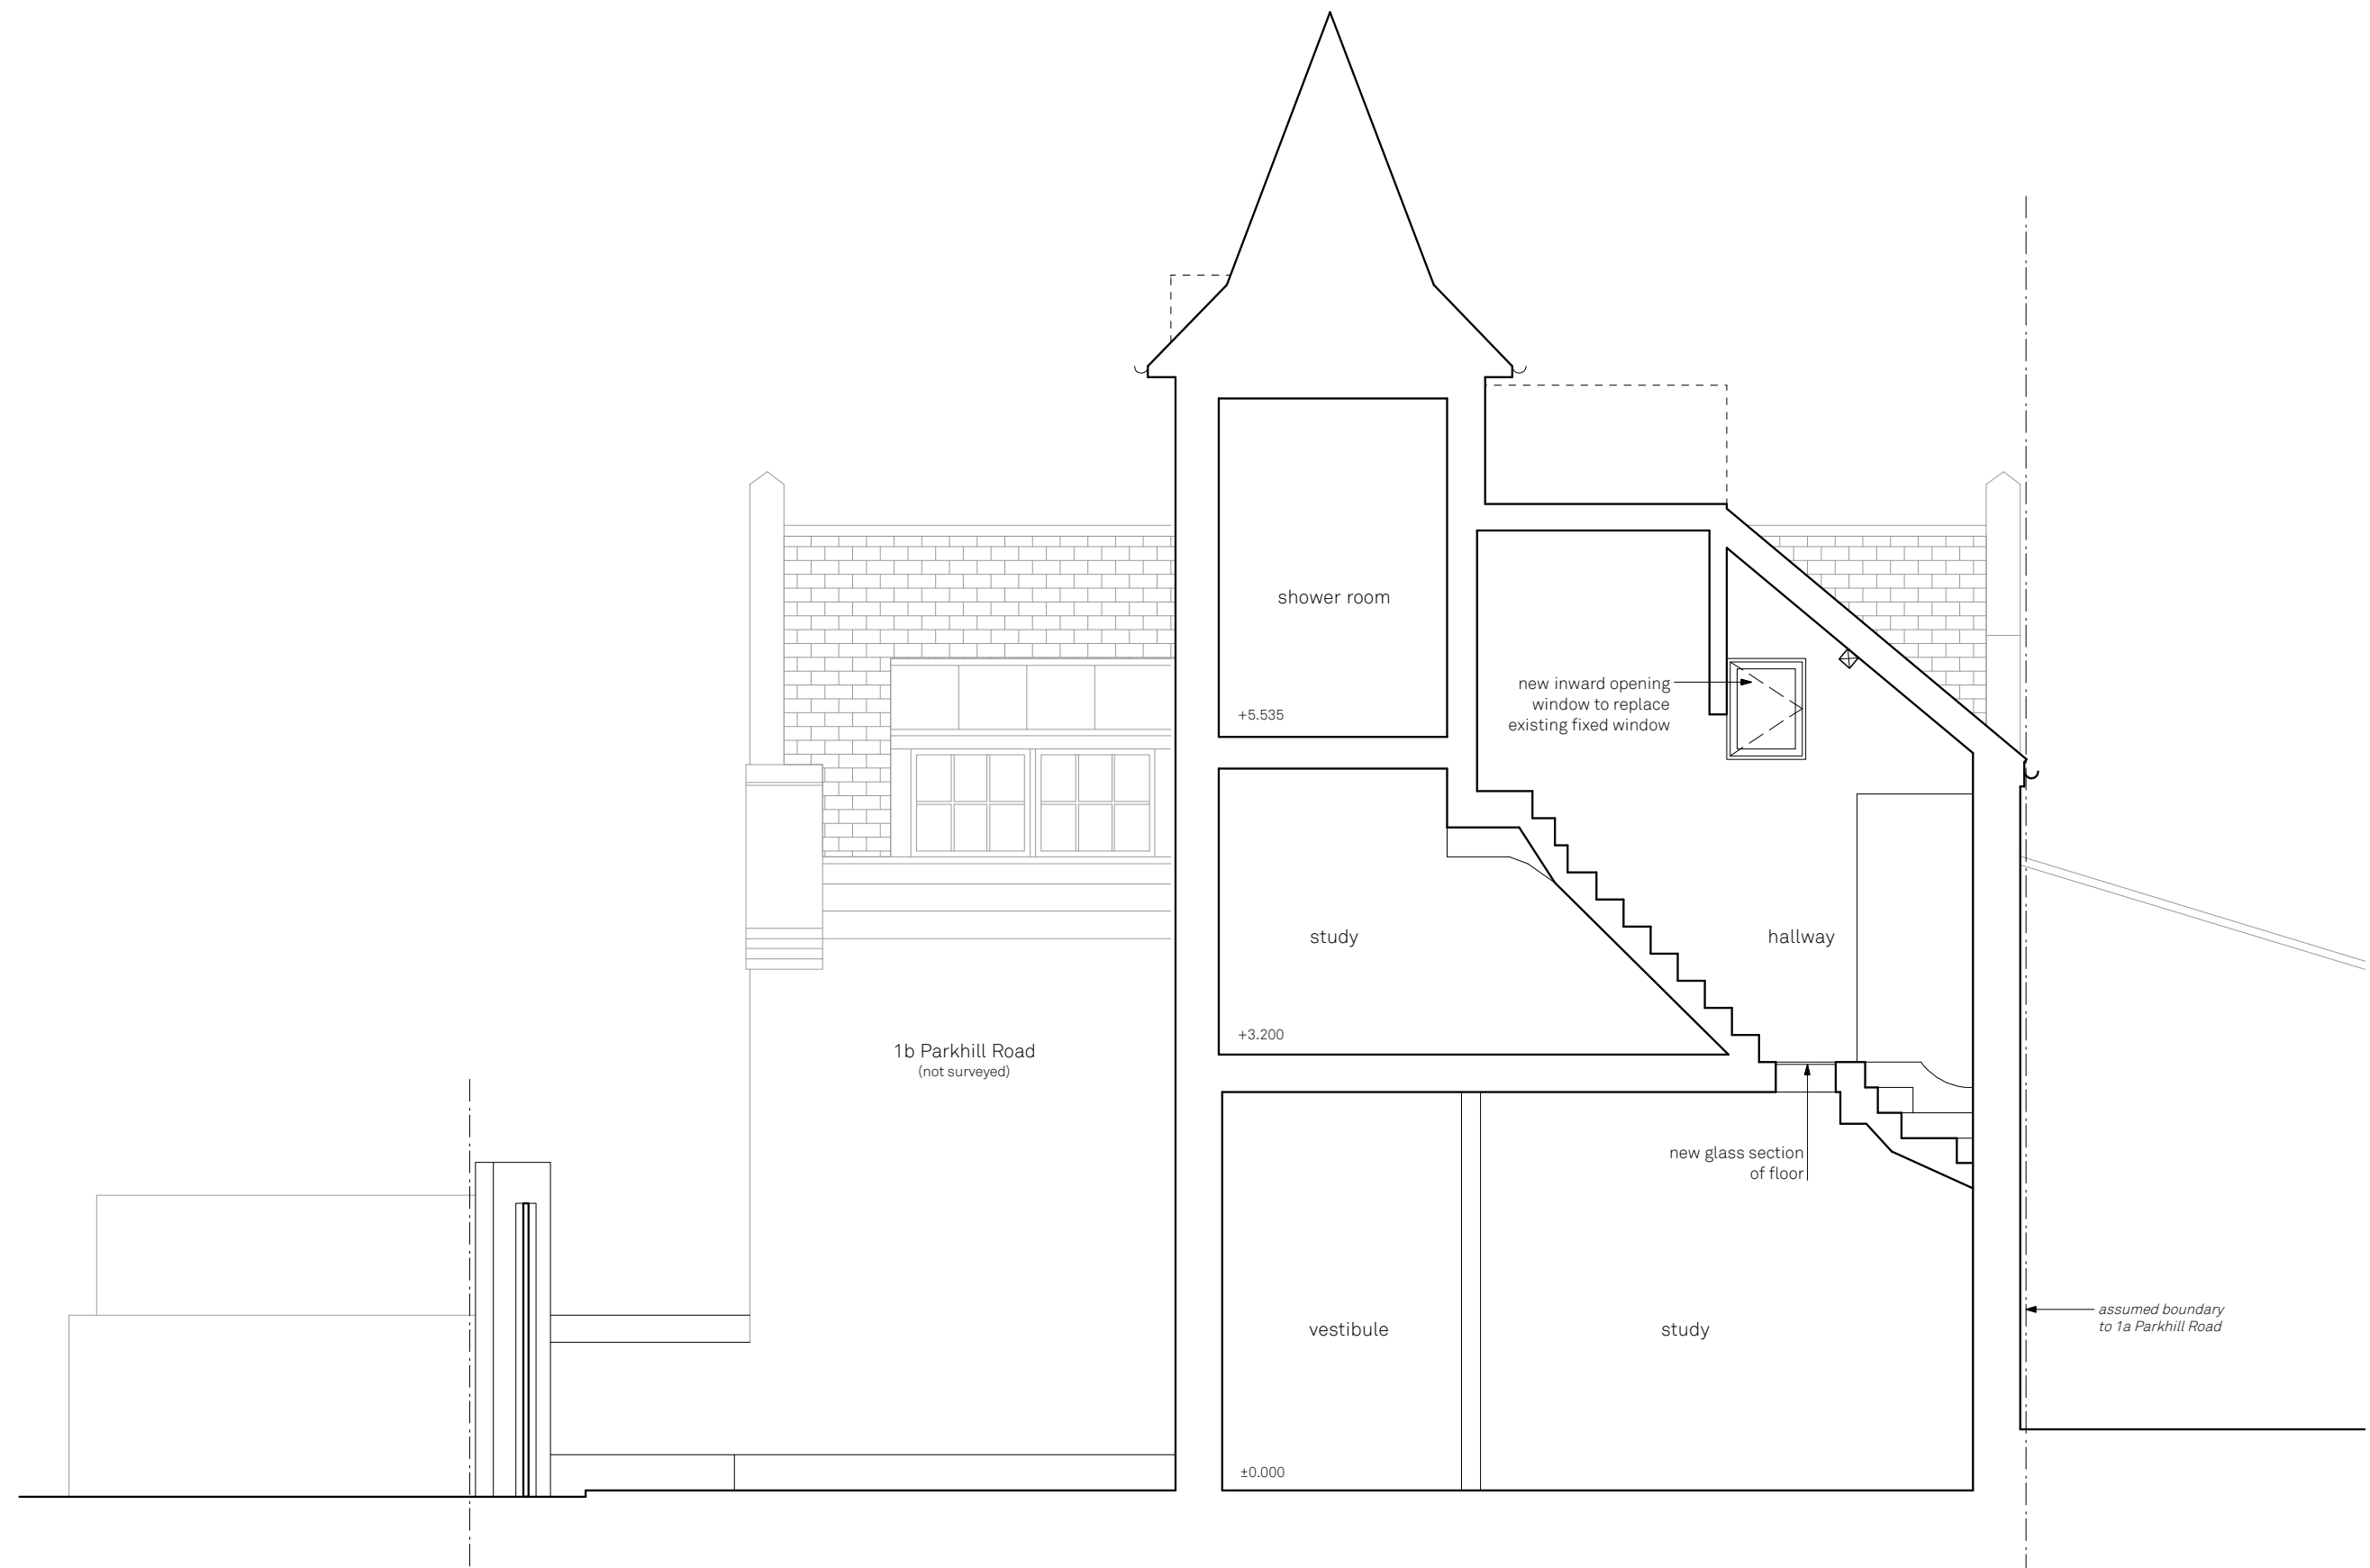 shower room
new inward opening
window to replace
existing fixed window
+5.535
study
hallway
+3.200
1b Parkhill Road
(not surveyed)
new glass section
of floor
vestibule
study
assumed boundary
to 1a Parkhill Road
±0.000